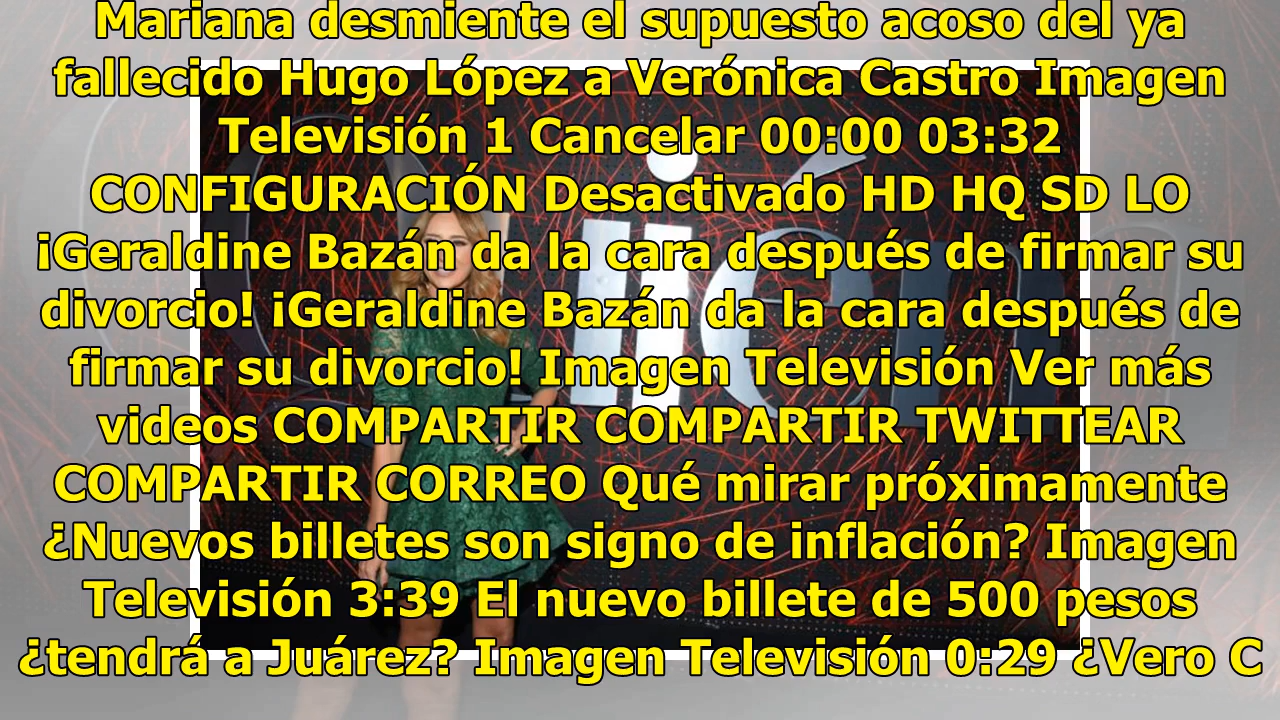 Mariana desmiente el supuesto acoso del ya
fallecido Hugo López a Verónica Castro Imagen
Televisión 1 Cancelar 00:00 03:32
CONFIGURACIÓN Desactivado HD HQ SD LO
¡Geraldine Bazán da la cara después de firmar su
divorcio! ¡Geraldine Bazán da la cara después de
firmar su divorcio! Imagen Televisión Ver más
videos COMPARTIR COMPARTIR TWITTEAR
COMPARTIR CORREO Qué mirar próximamente
¿Nuevos billetes son signo de inflación? Imagen
Televisión 3:39 El nuevo billete de 500 pesos
¿tendrá a Juárez? Imagen Televisión 0:29 ¿Vero C
Quién